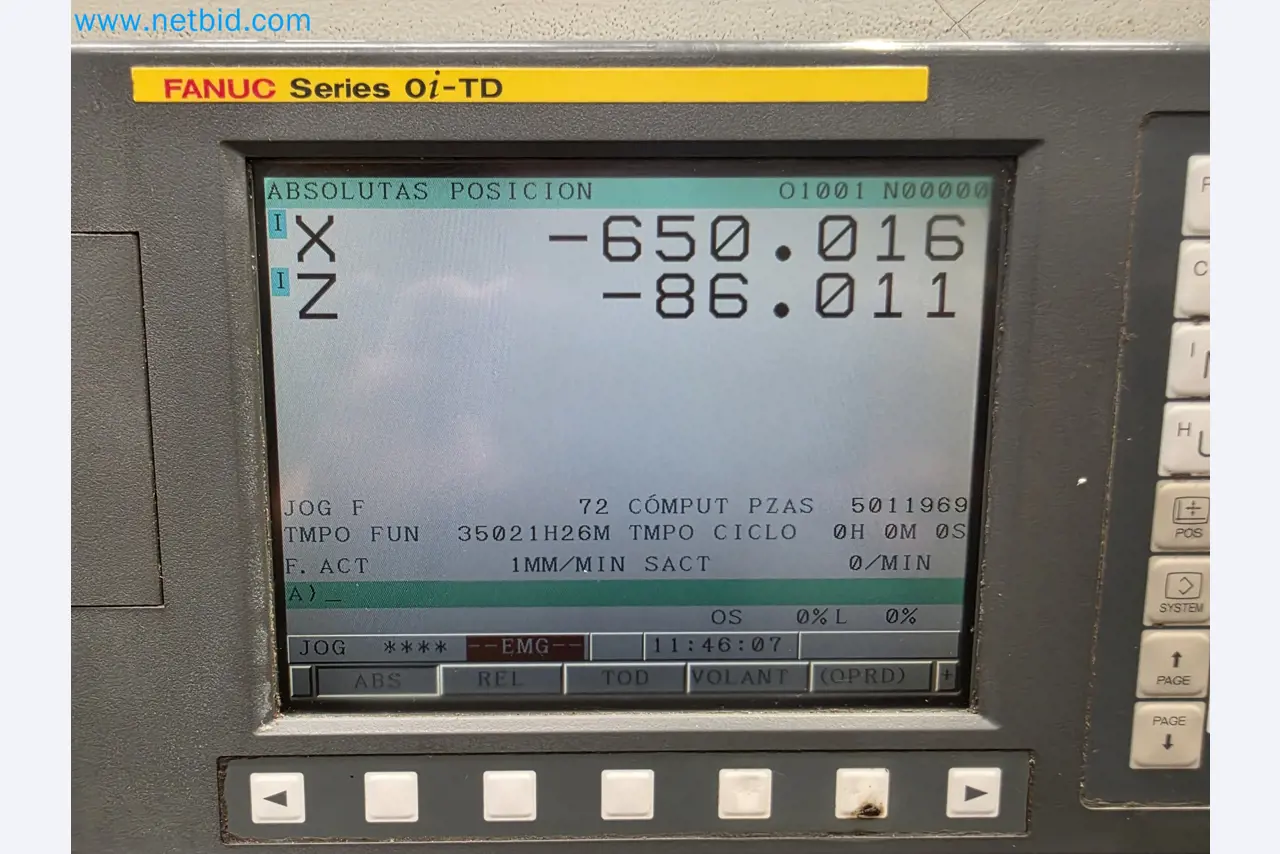 www.netbid.com
FANUC Series 0i-TD
ABSOLUTAS POSICION O1001 N00000
I X -650.016
I Z -86.011
JOG F 72 CÓMPUT PZAS 5011969
TMPO FUN 35021H26M TMPO CICLO 0H 0M 0S
F. ACT 1MM/MIN SACT 0/MIN
A)_
OS 0% L 0%
JOG **** --EMG-- 11:46:07
ABS REL TOD VOLANT (OPRD) +
H U
POS
SYSTEM
PAGE
PAGE